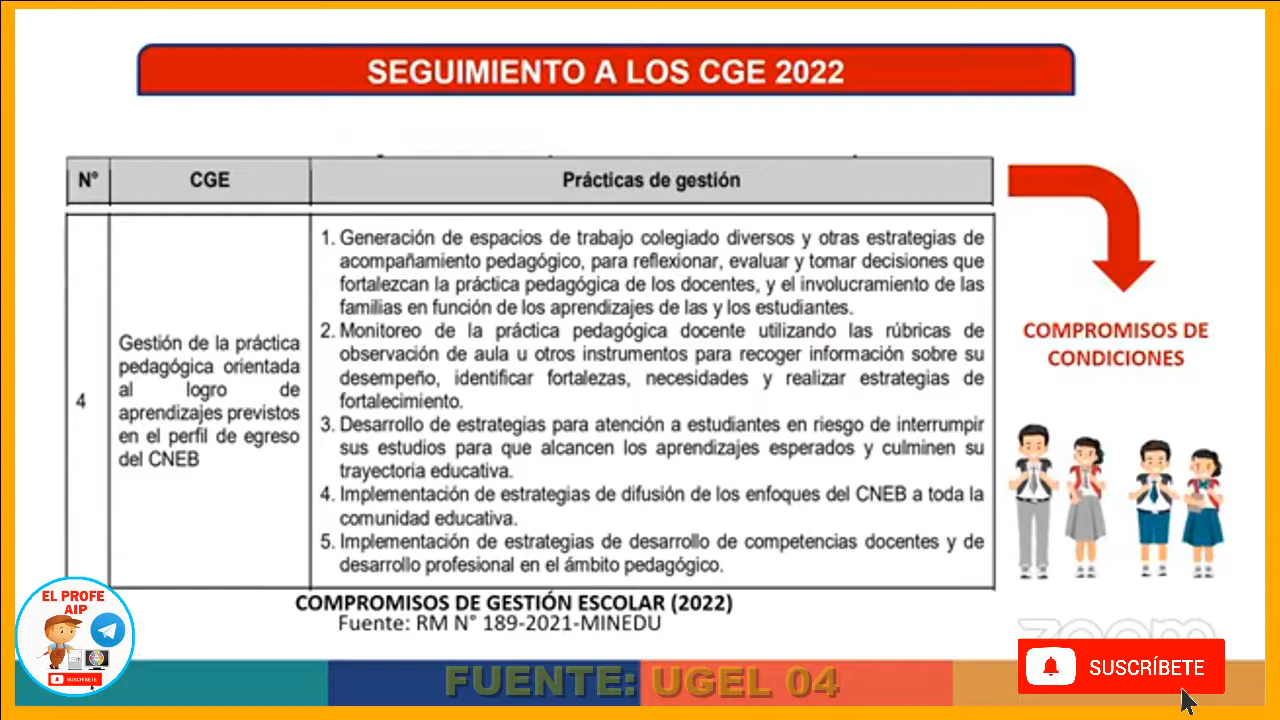 SEGUIMIENTO A LOS CGE 2022
N° CGE Prácticas de gestión
4
Gestión de la práctica
pedagógica orientada
al logro de
aprendizajes previstos
en el perfil de egreso
del CNEB
1. Generación de espacios de trabajo colegiado diversos y otras estrategias de
acompañamiento pedagógico, para reflexionar, evaluar y tomar decisiones que
fortalezcan la práctica pedagógica de los docentes, y el involucramiento de las
familias en función de los aprendizajes de las y los estudiantes.
2. Monitoreo de la práctica pedagógica docente utilizando las rúbricas de
observación de aula u otros instrumentos para recoger información sobre su
desempeño, identificar fortalezas, necesidades y realizar estrategias de
fortalecimiento.
3. Desarrollo de estrategias para atención a estudiantes en riesgo de interrumpir
sus estudios para que alcancen los aprendizajes esperados y culminen su
trayectoria educativa.
4. Implementación de estrategias de difusión de los enfoques del CNEB a toda la
comunidad educativa.
5. Implementación de estrategias de desarrollo de competencias docentes y de
desarrollo profesional en el ámbito pedagógico.
COMPROMISOS DE
CONDICIONES
COMPROMISOS DE GESTIÓN ESCOLAR (2022)
Fuente: RM N° 189-2021-MINEDU
EL PROFE
AIP
SUSCRÍBETE
zoom
SUSCRÍBETE
FUENTE: UGEL 04